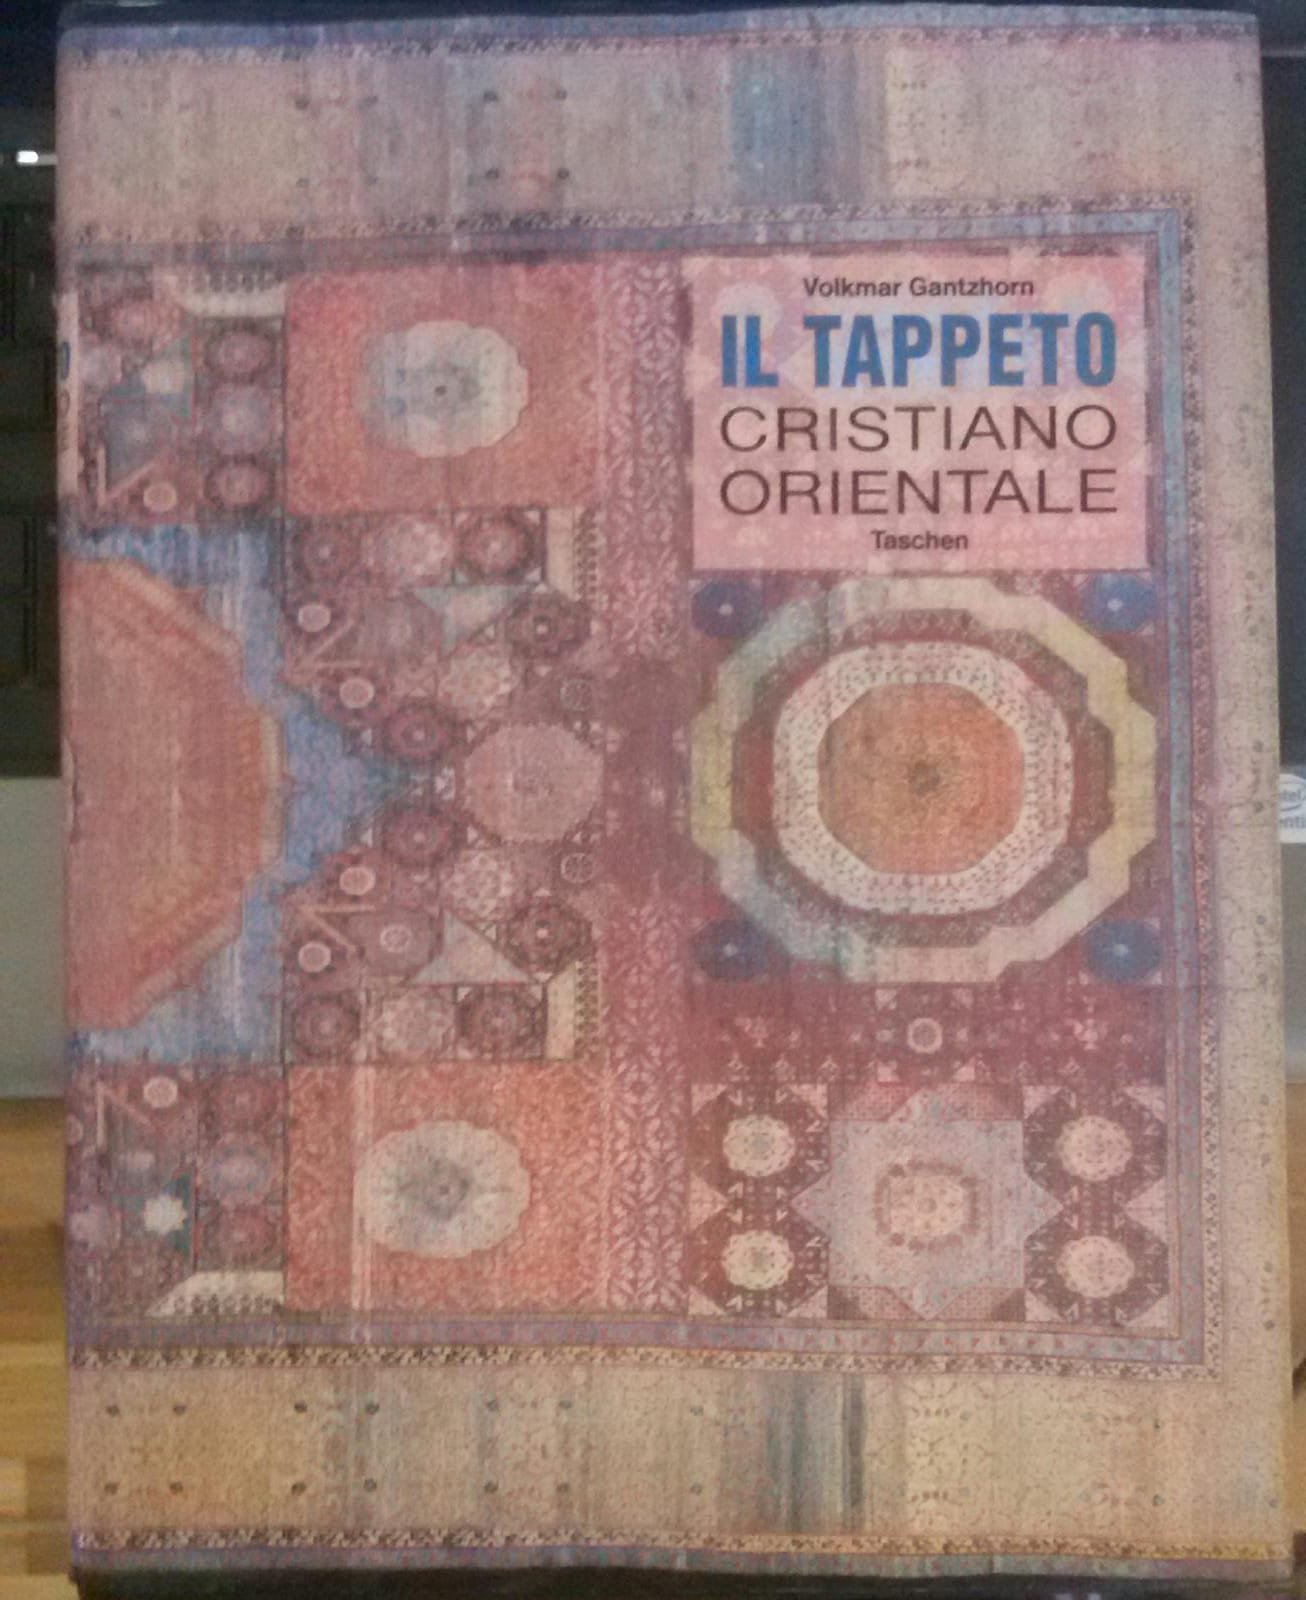 Volkmar Gantzhorn
IL TAPPETO
CRISTIANO
ORIENTALE
Taschen